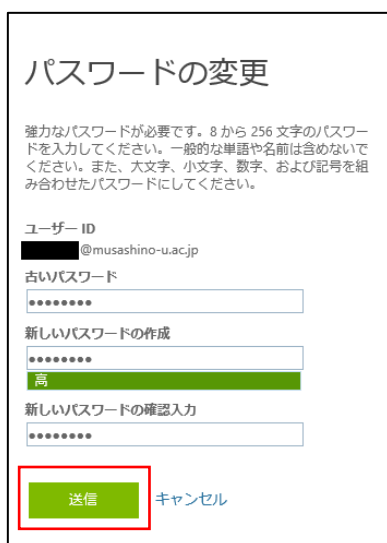 パスワードの変更
強力なパスワードが必要です。8 から 256 文字のパスワー
ドを入力してください。一般的な単語や名前は含めないで
ください。また、大文字、小文字、数字、および記号を組
み合わせたパスワードにしてください。
ユーザー ID
@musashino-u.ac.jp
古いパスワード
●●●●●●●●
新しいパスワードの作成
●●●●●●●●
高
新しいパスワードの確認入力
●●●●●●●●
送信 キャンセル